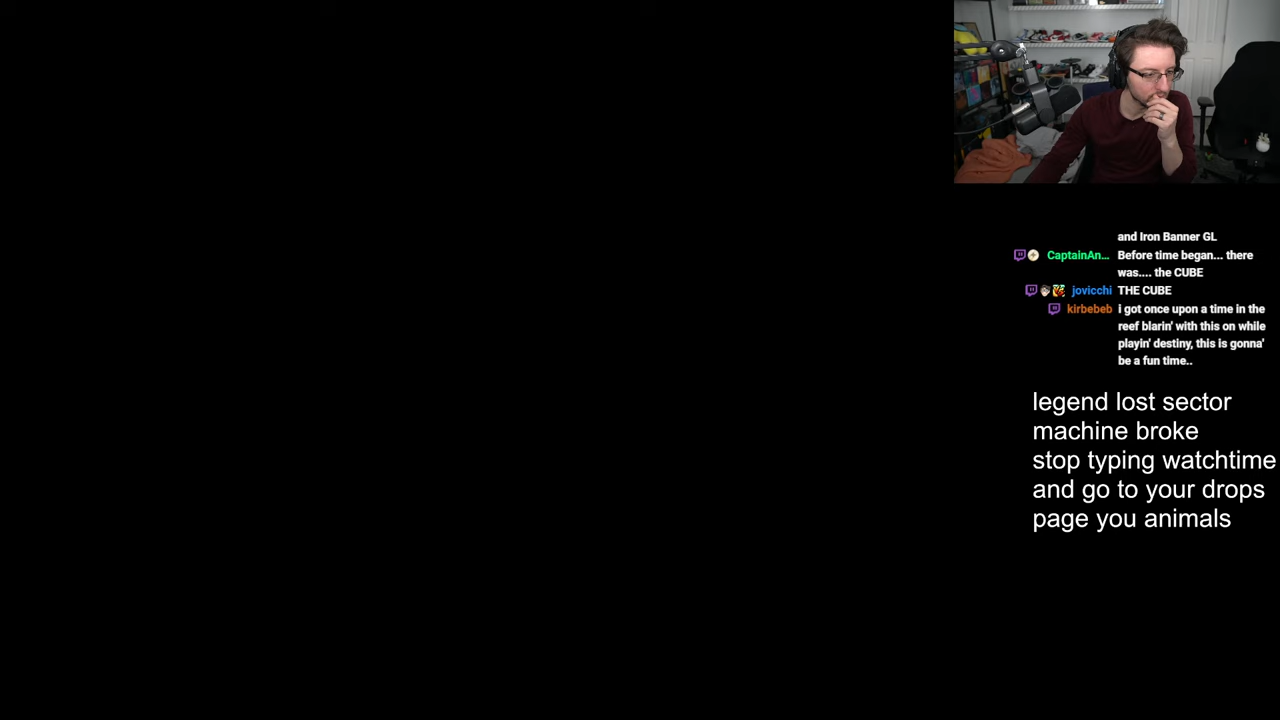 and Iron Banner GL
CaptainAn... Before time began... there
was.... the CUBE
jovicchi THE CUBE
kirbebeb i got once upon a time in the
reef blarin' with this on while
playin' destiny, this is gonna'
be a fun time..
legend lost sector
machine broke
stop typing watchtime
and go to your drops
page you animals